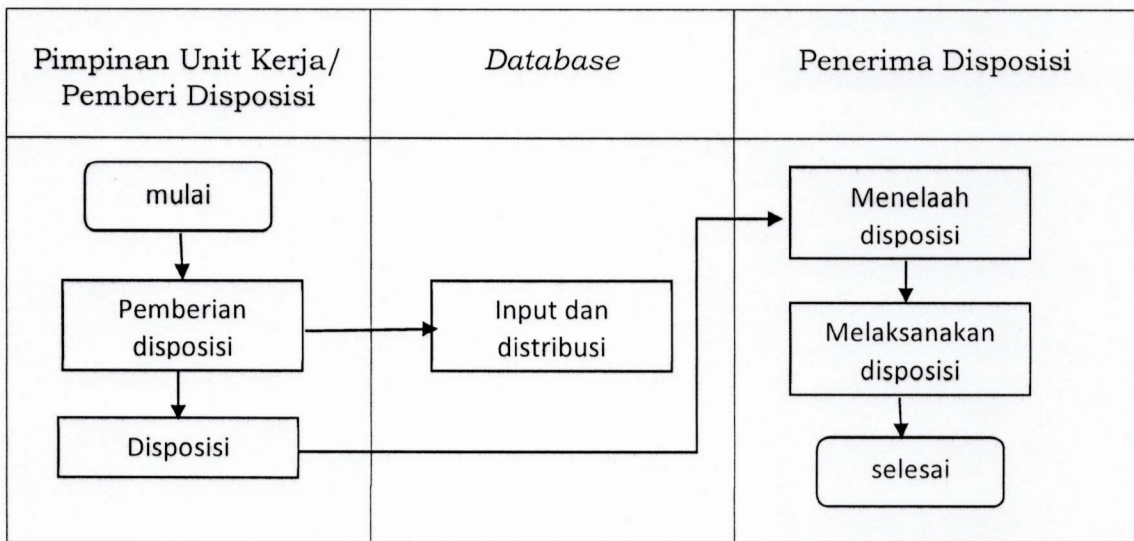 Pimpinan Unit Kerja/
Pemberi Disposisi
Database
Penerima Disposisi
mulai
Pemberian
disposisi
Disposisi
Input dan
distribusi
Menelaah
disposisi
Melaksanakan
disposisi
selesai